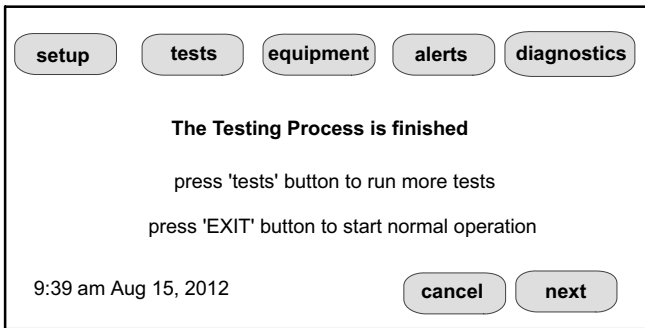 setup tests equipment alerts diagnostics
The Testing Process is finished
press 'tests' button to run more tests
press 'EXIT' button to start normal operation
9:39 am Aug 15, 2012 cancel next